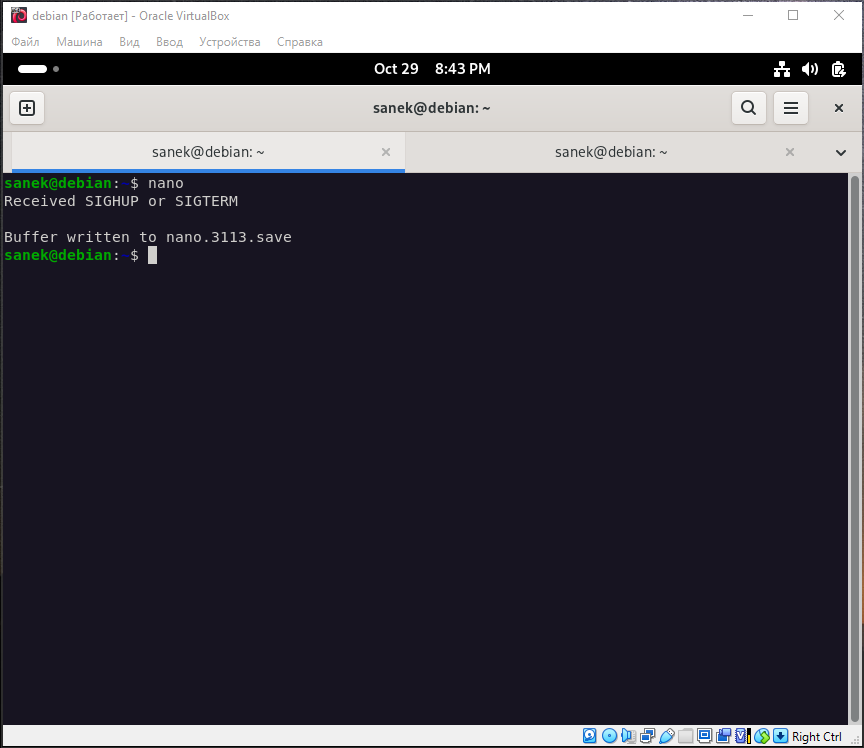 debian [Работает] - Oracle VirtualBox
Файл Машина Вид Ввод Устройства Справка
Oct 29 8:43 PM
sanek@debian: ~
sanek@debian: ~ sanek@debian: ~
sanek@debian: $ nano
Received SIGHUP or SIGTERM
Buffer written to nano.3113.save
sanek@debian: $
Right Ctrl